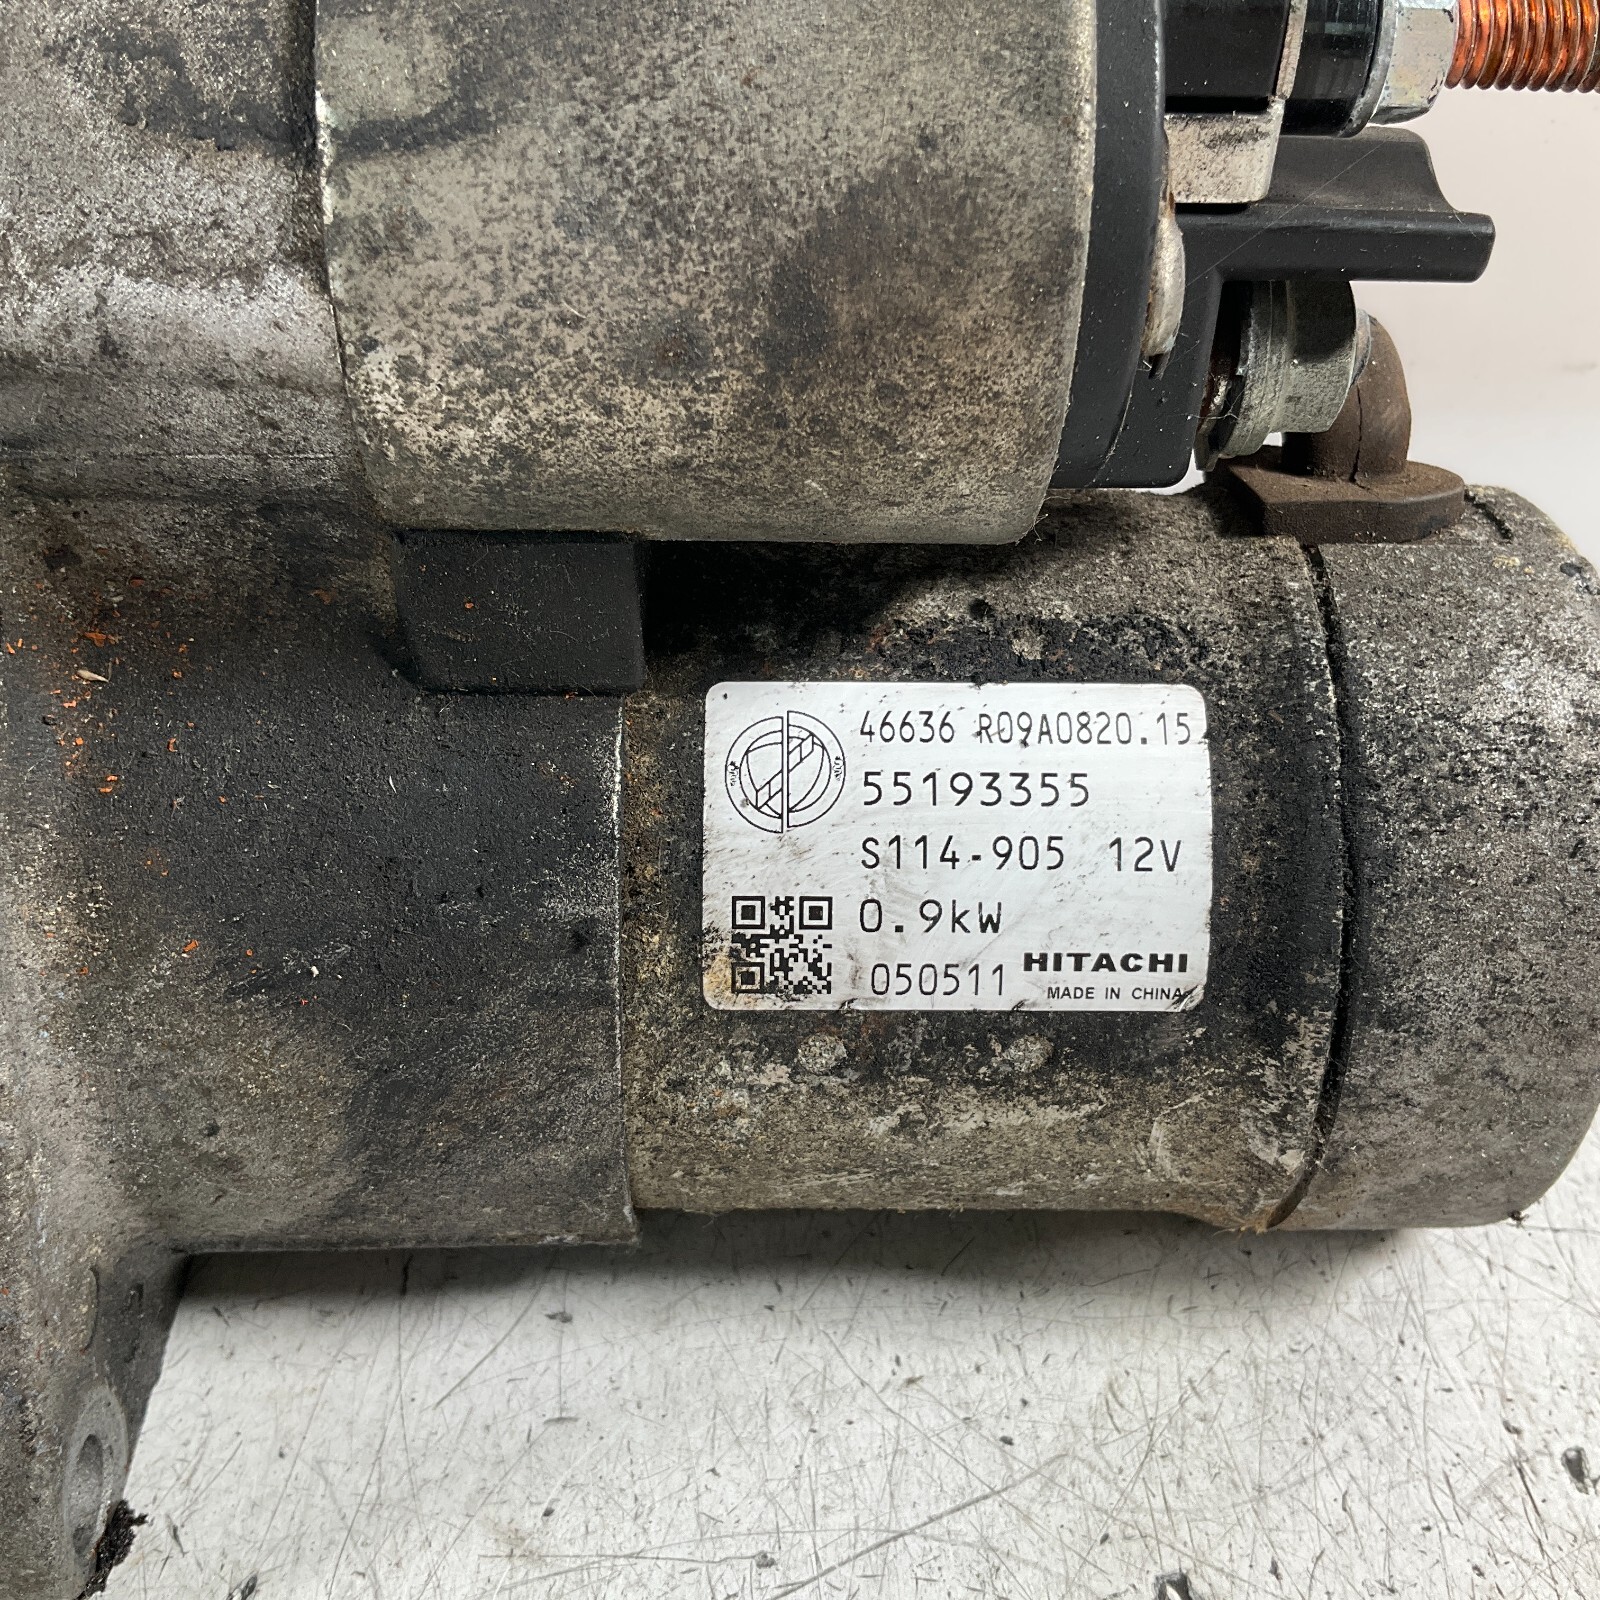 46636 R09A0820.15
55193355
S114-905 12V
0.9kW
050511 HITACHI
MADE IN CHINA